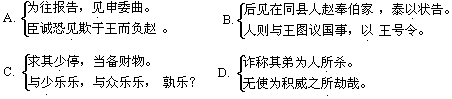 A. 为往报告，见申委曲。
臣诚恐见欺于王而负赵 。
B. 后见在同县人赵奉伯家 ，泰以状告。
人则与王图议国事，以 王号令。
C. 求其少停，当备财物。
与少乐乐，与众乐乐， 孰乐？
D. 诈称其弟为人所杀。
无使为积威之所劫哉。